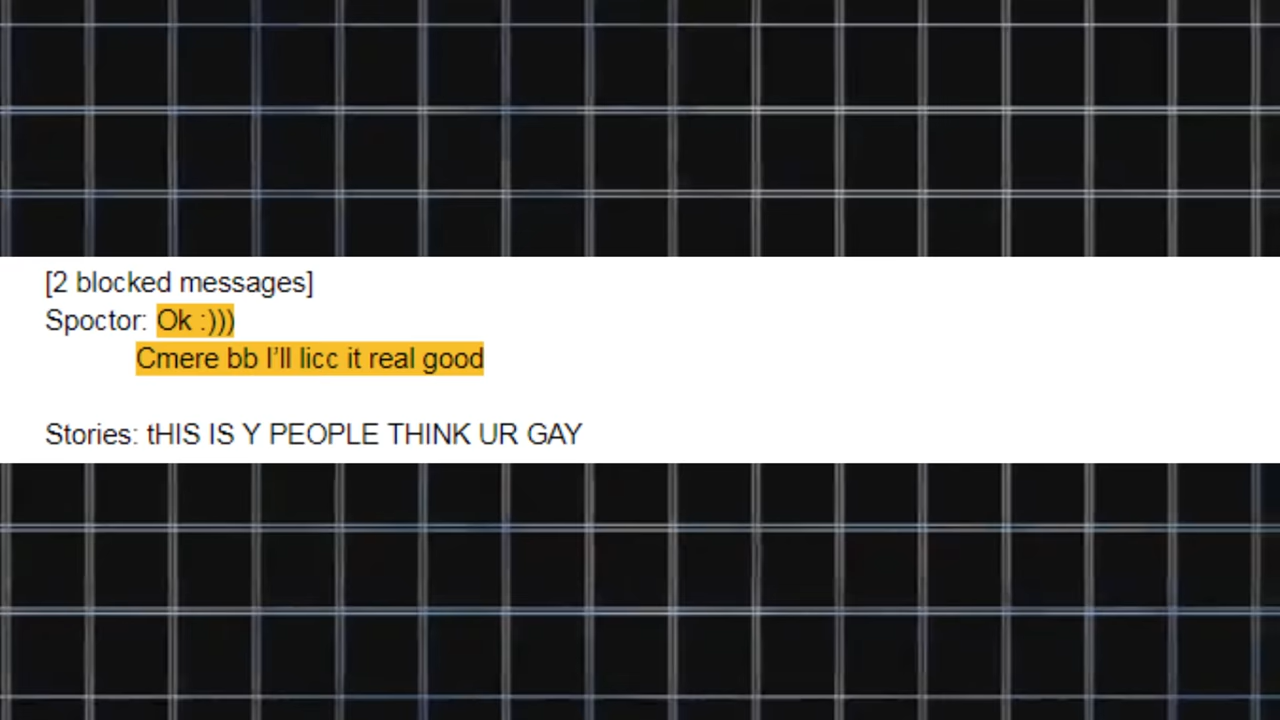 [2 blocked messages]
Spoctor: Ok :)))
Cmere bb I’ll licc it real good
Stories: tHIS IS Y PEOPLE THINK UR GAY